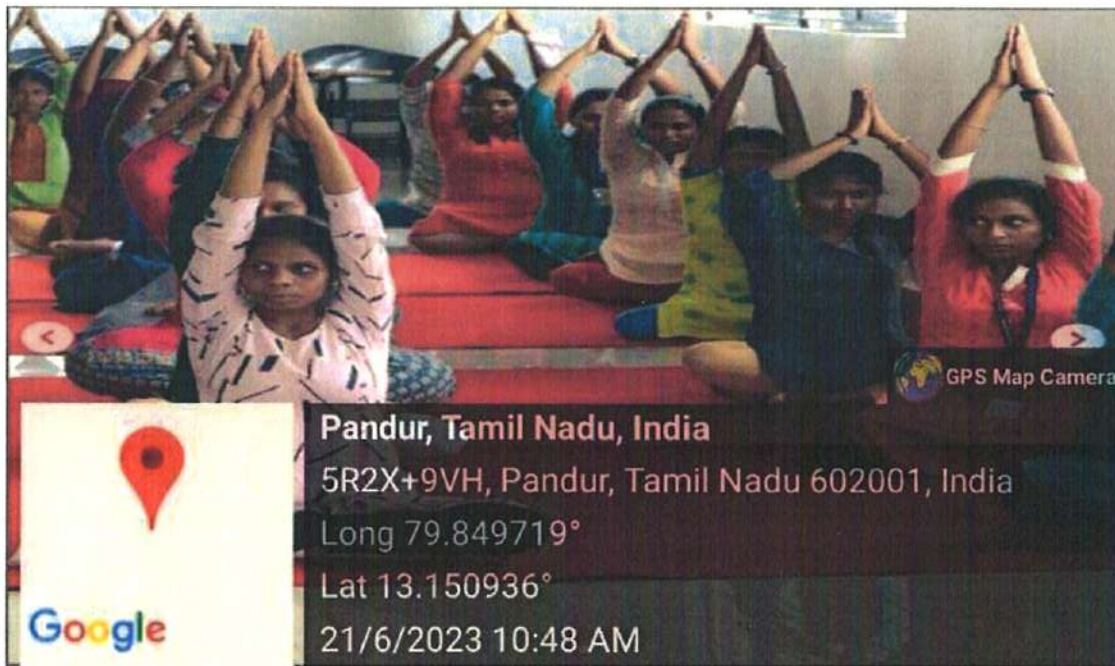 GPS Map Camera
Pandur, Tamil Nadu, India
5R2X+9VH, Pandur, Tamil Nadu 602001, India
Long 79.849719°
Lat 13.150936°
21/6/2023 10:48 AM
Google